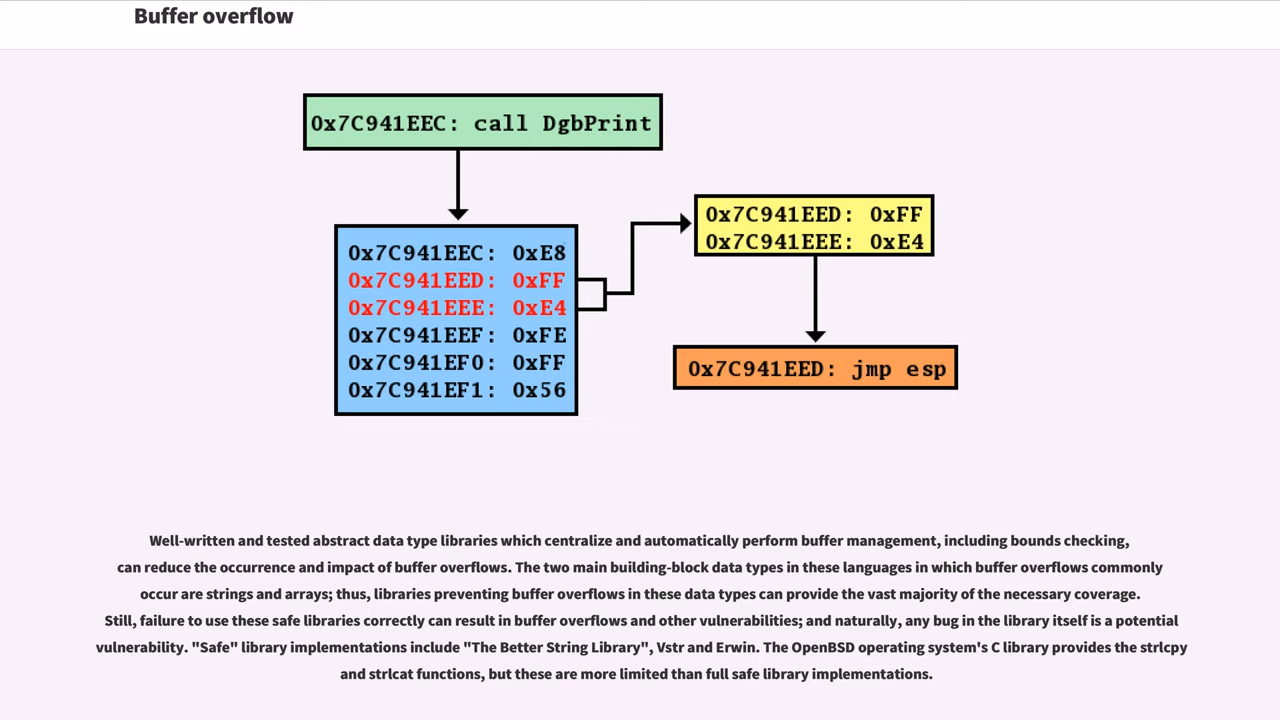 Buffer overflow
0x7C941EEC: call DgbPrint
0x7C941EED: 0xFF
0x7C941EEE: 0xE4
0x7C941EEC: 0xE8
0x7C941EED: 0xFF
0x7C941EEE: 0xE4
0x7C941EEF: 0xFE
0x7C941EF0: 0xFF
0x7C941EF1: 0x56
0x7C941EED: jmp esp
Well-written and tested abstract data type libraries which centralize and automatically perform buffer management, including bounds checking,
can reduce the occurrence and impact of buffer overflows. The two main building-block data types in these languages in which buffer overflows commonly
occur are strings and arrays; thus, libraries preventing buffer overflows in these data types can provide the vast majority of the necessary coverage.
Still, failure to use these safe libraries correctly can result in buffer overflows and other vulnerabilities; and naturally, any bug in the library itself is a potential
vulnerability. "Safe" library implementations include "The Better String Library", Vstr and Erwin. The OpenBSD operating system's C library provides the strlcpy
and strlcat functions, but these are more limited than full safe library implementations.